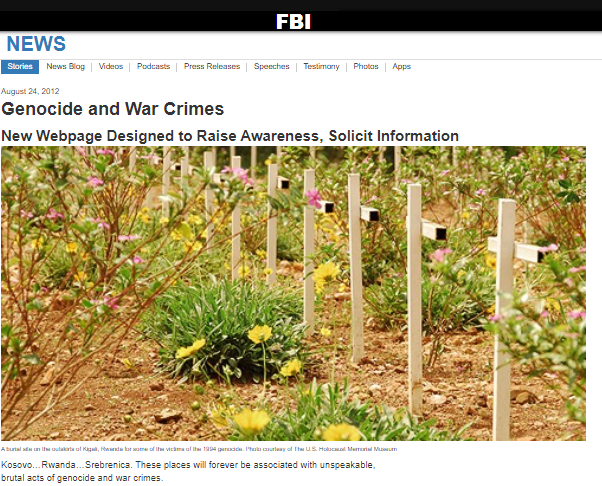 FBI
NEWS
Stories News Blog Videos Podcasts Press Releases Speeches Testimony Photos Apps
August 24, 2012
Genocide and War Crimes
New Webpage Designed to Raise Awareness, Solicit Information
A burial site on the outskirts of Kigali, Rwanda for some of the victims of the 1994 genocide. Photo courtesy of The U.S. Holocaust Memorial Museum
Kosovo…Rwanda…Srebrenica. These places will forever be associated with unspeakable,
brutal acts of genocide and war crimes.